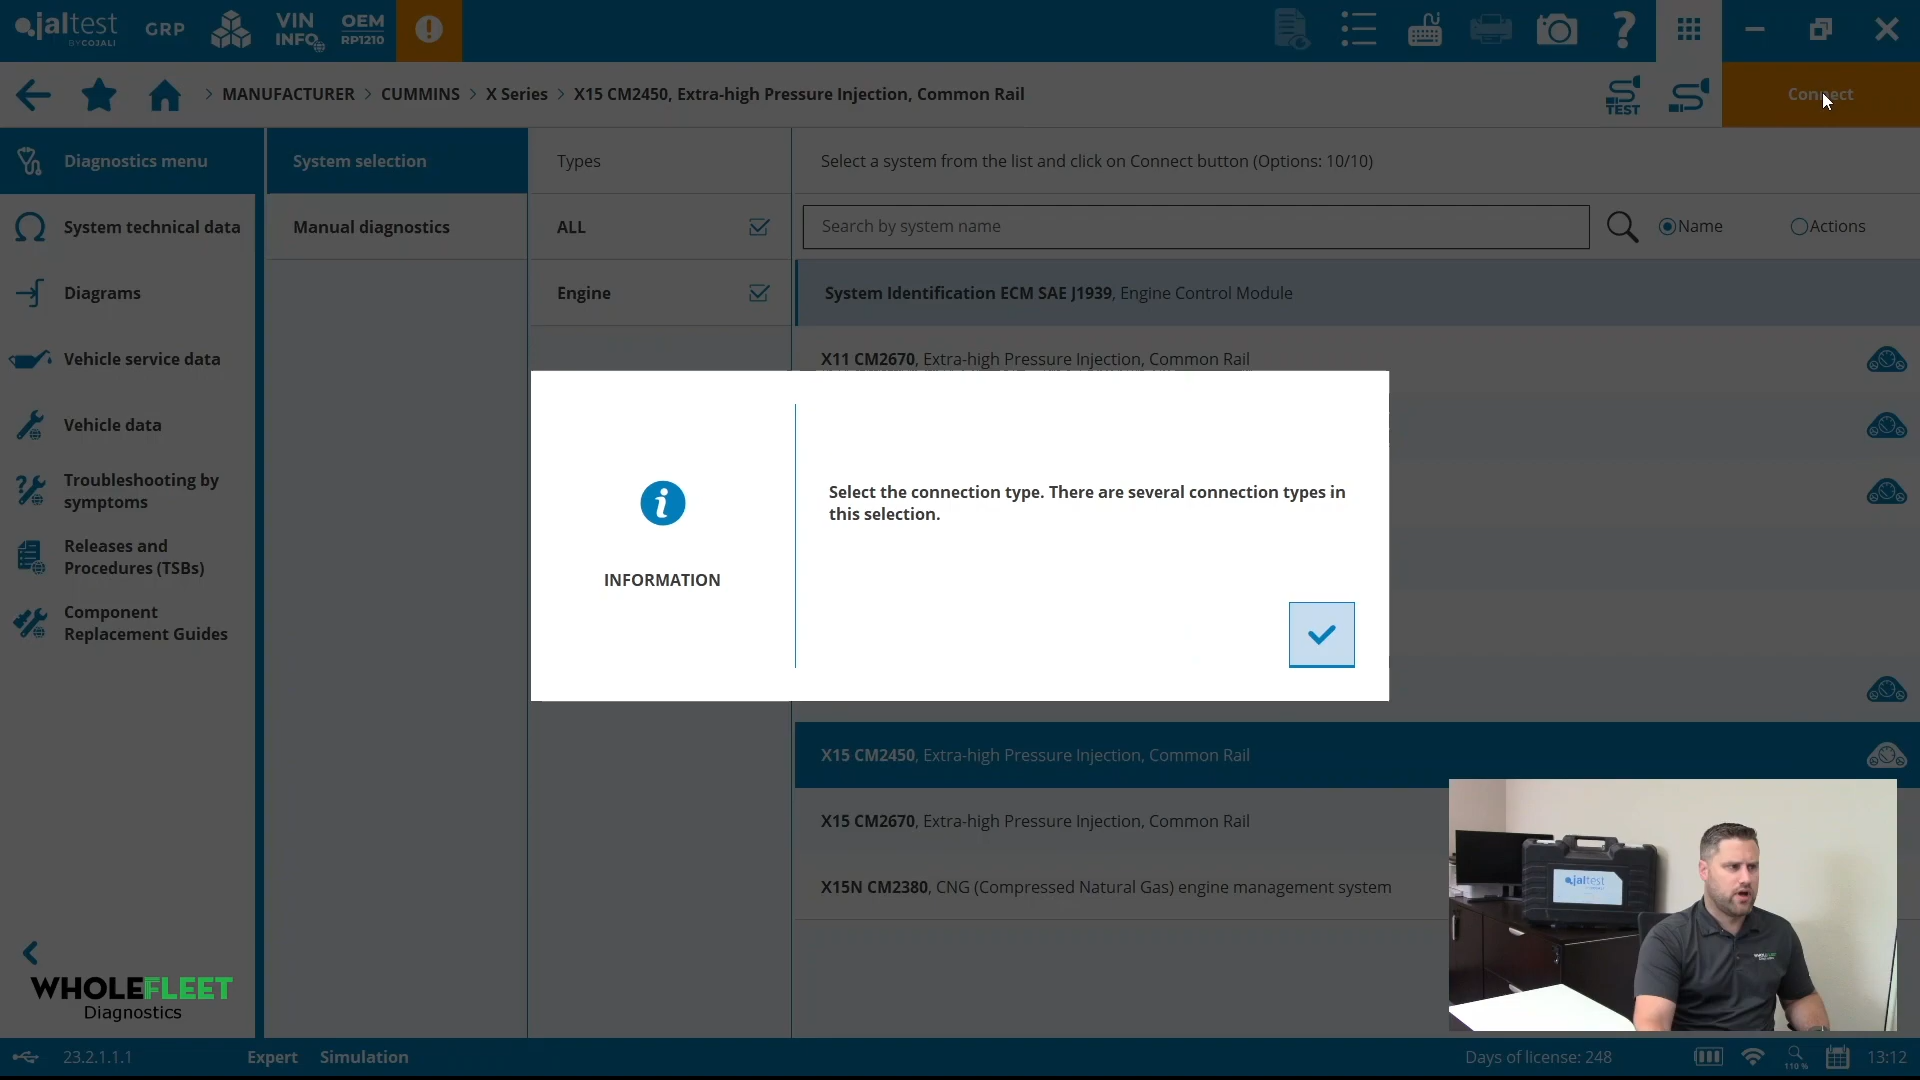 jaltest
BY COJALI
GRP
VIN
INFO
OEM
RP1210
> MANUFACTURER > CUMMINS > X Series > X15 CM2450, Extra-high Pressure Injection, Common Rail
TEST
Connect
Diagnostics menu
System selection
Types
Select a system from the list and click on Connect button (Options: 10/10)
System technical data
Manual diagnostics
ALL
Search by system name
Name
Actions
Diagrams
Engine
System Identification ECM SAE J1939, Engine Control Module
Vehicle service data
X11 CM2670, Extra-high Pressure Injection, Common Rail
Vehicle data
Troubleshooting by
symptoms
Select the connection type. There are several connection types in
this selection.
INFORMATION
Releases and
Procedures (TSBs)
Component
Replacement Guides
X15 CM2450, Extra-high Pressure Injection, Common Rail
X15 CM2670, Extra-high Pressure Injection, Common Rail
X15N CM2380, CNG (Compressed Natural Gas) engine management system
jaltest
WHOLEFLEET
Diagnostics
23.2.1.1.1
Expert
Simulation
Days of license: 248
110 %
13:12